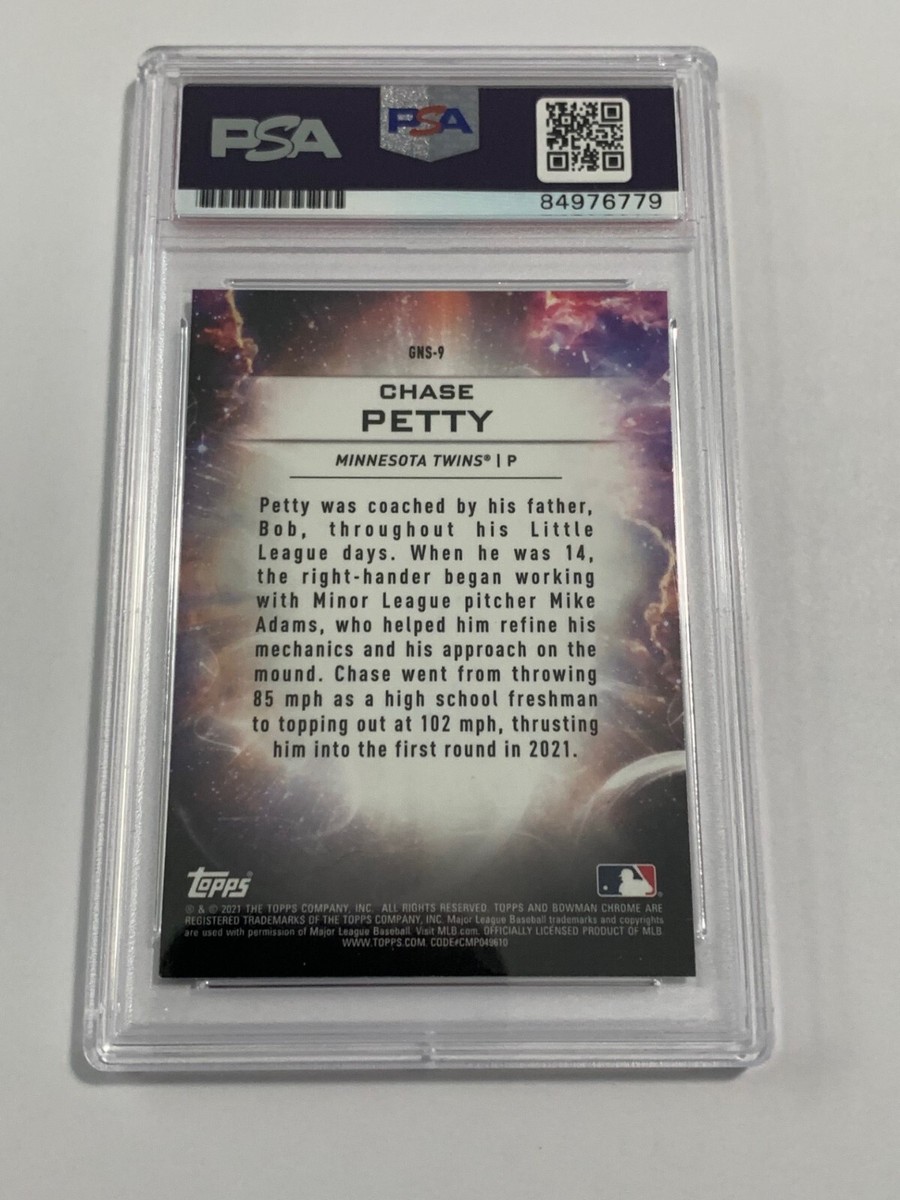 PSA
PSA
84976779
GNS-9
CHASE
PETTY
MINNESOTA TWINS® | P
Petty was coached by his father,
Bob, throughout his Little
League days. When he was 14,
the right-hander began working
with Minor League pitcher Mike
Adams, who helped him refine his
mechanics and his approach on the
mound. Chase went from throwing
85 mph as a high school freshman
to topping out at 102 mph, thrusting
him into the first round in 2021.
Topps®
® & © 2021 THE TOPPS COMPANY, INC. ALL RIGHTS RESERVED. TOPPS AND BOWMAN CHROME ARE
REGISTERED TRADEMARKS OF THE TOPPS COMPANY, INC. Major League Baseball trademarks and copyrights
are used with permission of Major League Baseball. Visit MLB.com. OFFICIALLY LICENSED PRODUCT OF MLB.
WWW.TOPPS.COM CODE#CMP049610